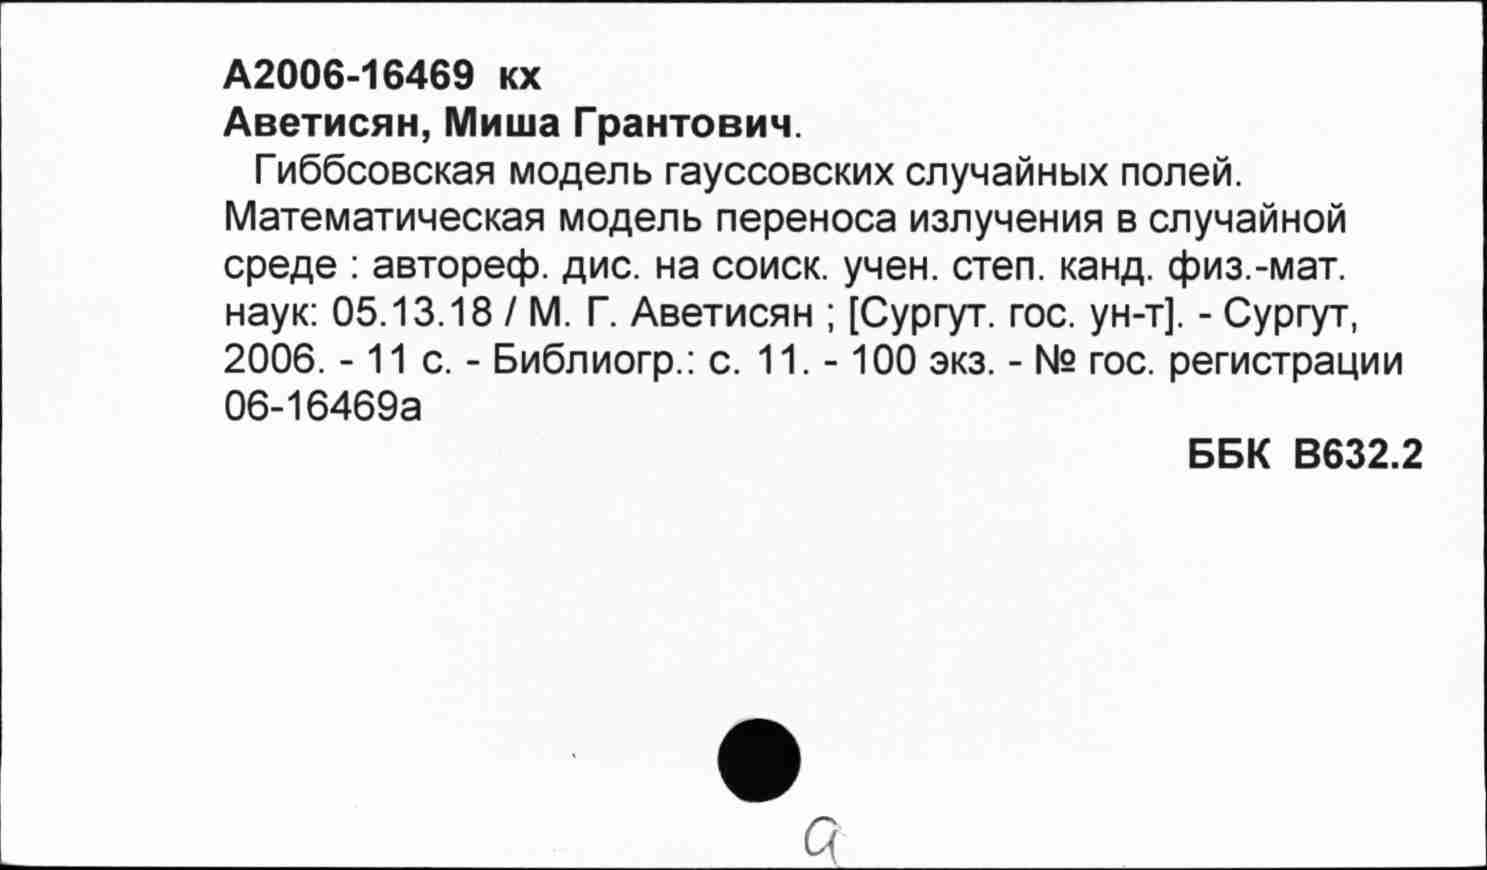 А2006-16469 кх
Аветисян, Миша Грантович.
Гиббсовская модель гауссовских случайных полей.
Математическая модель переноса излучения в случайной
среде : автореф. дис. на соиск. учен. степ. канд. физ.-мат.
наук: 05.13.18 / М. Г. Аветисян ; [Сургут. гос. ун-т]. - Сургут,
2006. - 11 с. - Библиогр.: с. 11. - 100 экз. - № гос. регистрации
06-16469а
ББК В632.2
а